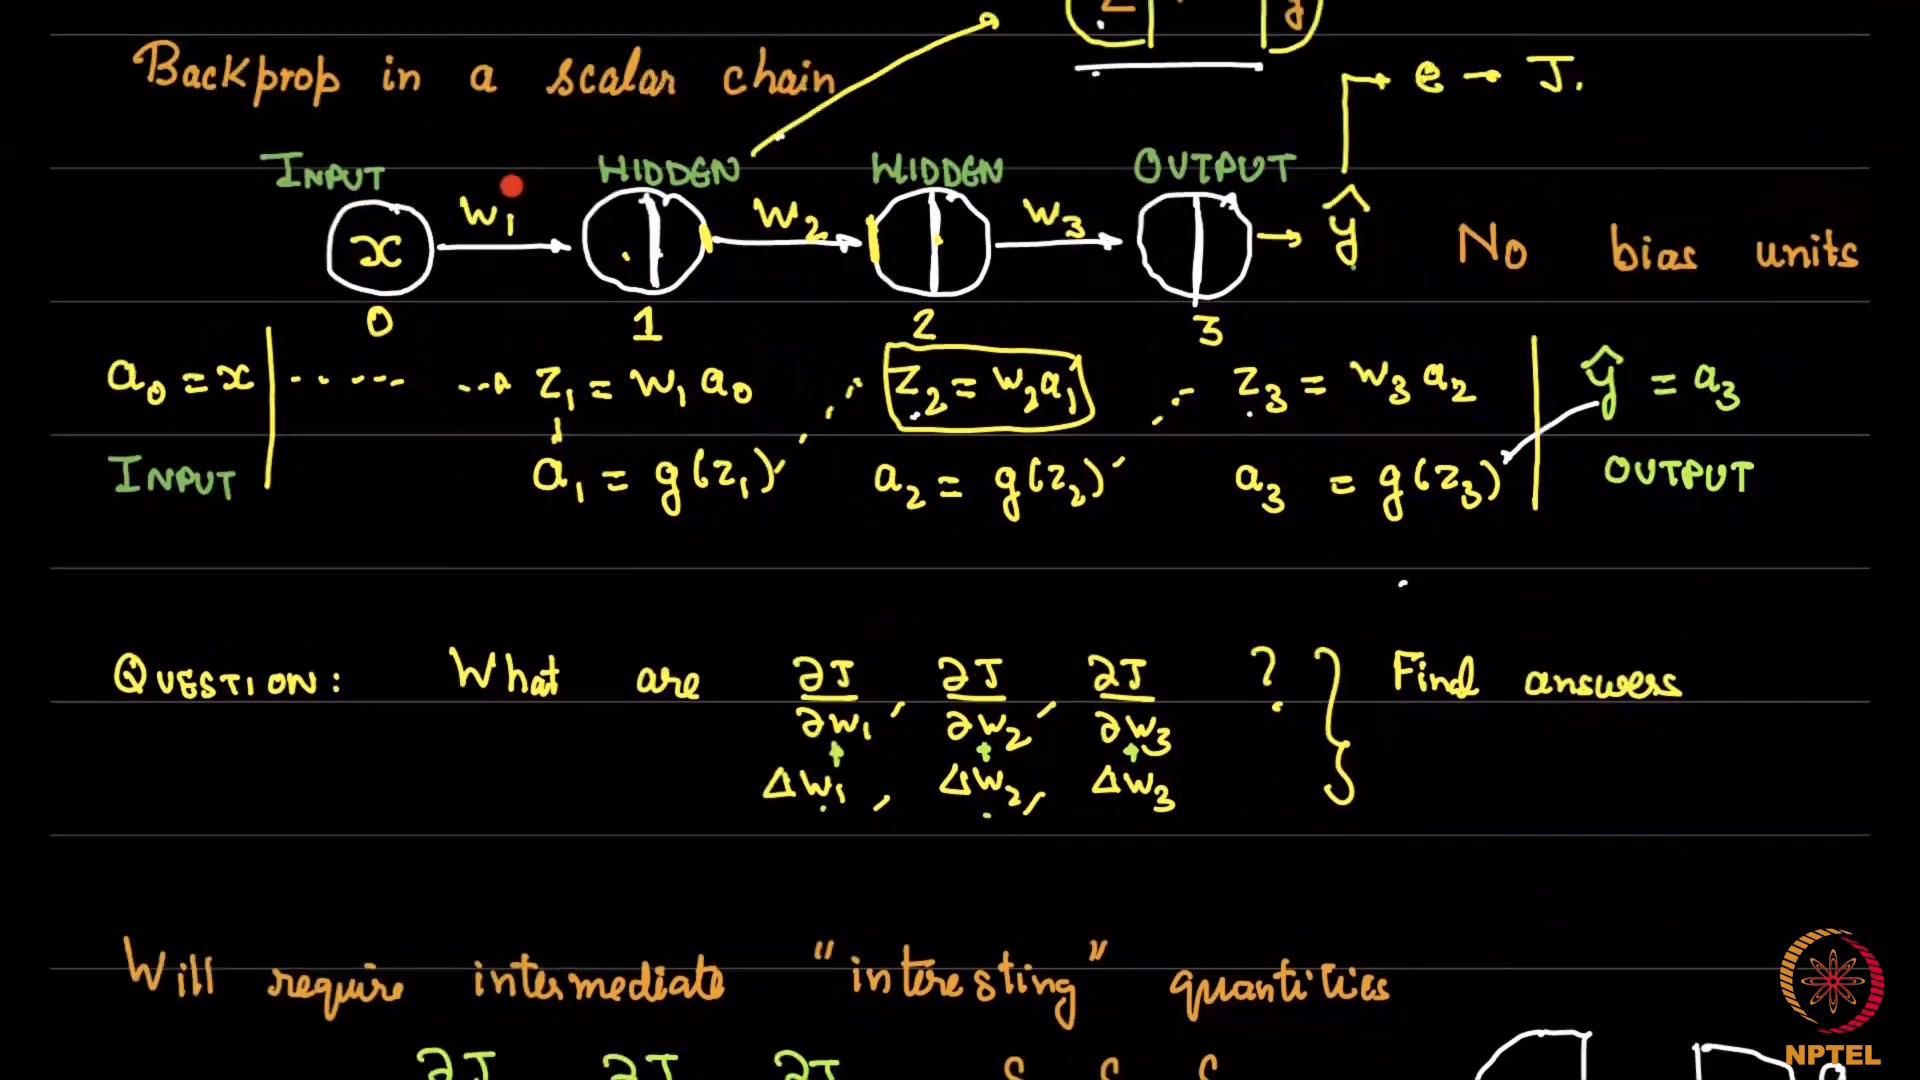 Σ g
Backprop in a scalar chain
e → J.
INPUT HIDDEN HIDDEN OUTPUT
x w₁ w₂ w₃ ŷ No bias units
0 1 2 3
a₀ = x z₁ = w₁ a₀ z₂ = w₂ a₁ z₃ = w₃ a₂ ŷ = a₃
INPUT a₁ = g(z₁) a₂ = g(z₂) a₃ = g(z₃) OUTPUT
QUESTION: What are ∂J/∂w₁, ∂J/∂w₂, ∂J/∂w₃ ? } Find answers
Δw₁, Δw₂, Δw₃
Will require intermediate "interesting" quantities
∂J ∂J ∂J
NPTEL